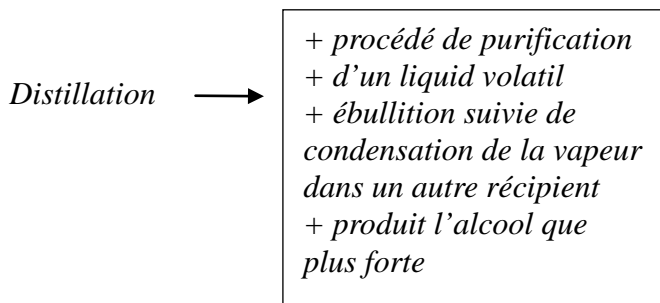 Distillation
+ procédé de purification
+ d’un liquid volatil
+ ébullition suivie de
condensation de la vapeur
dans un autre récipient
+ produit l’alcool que
plus forte